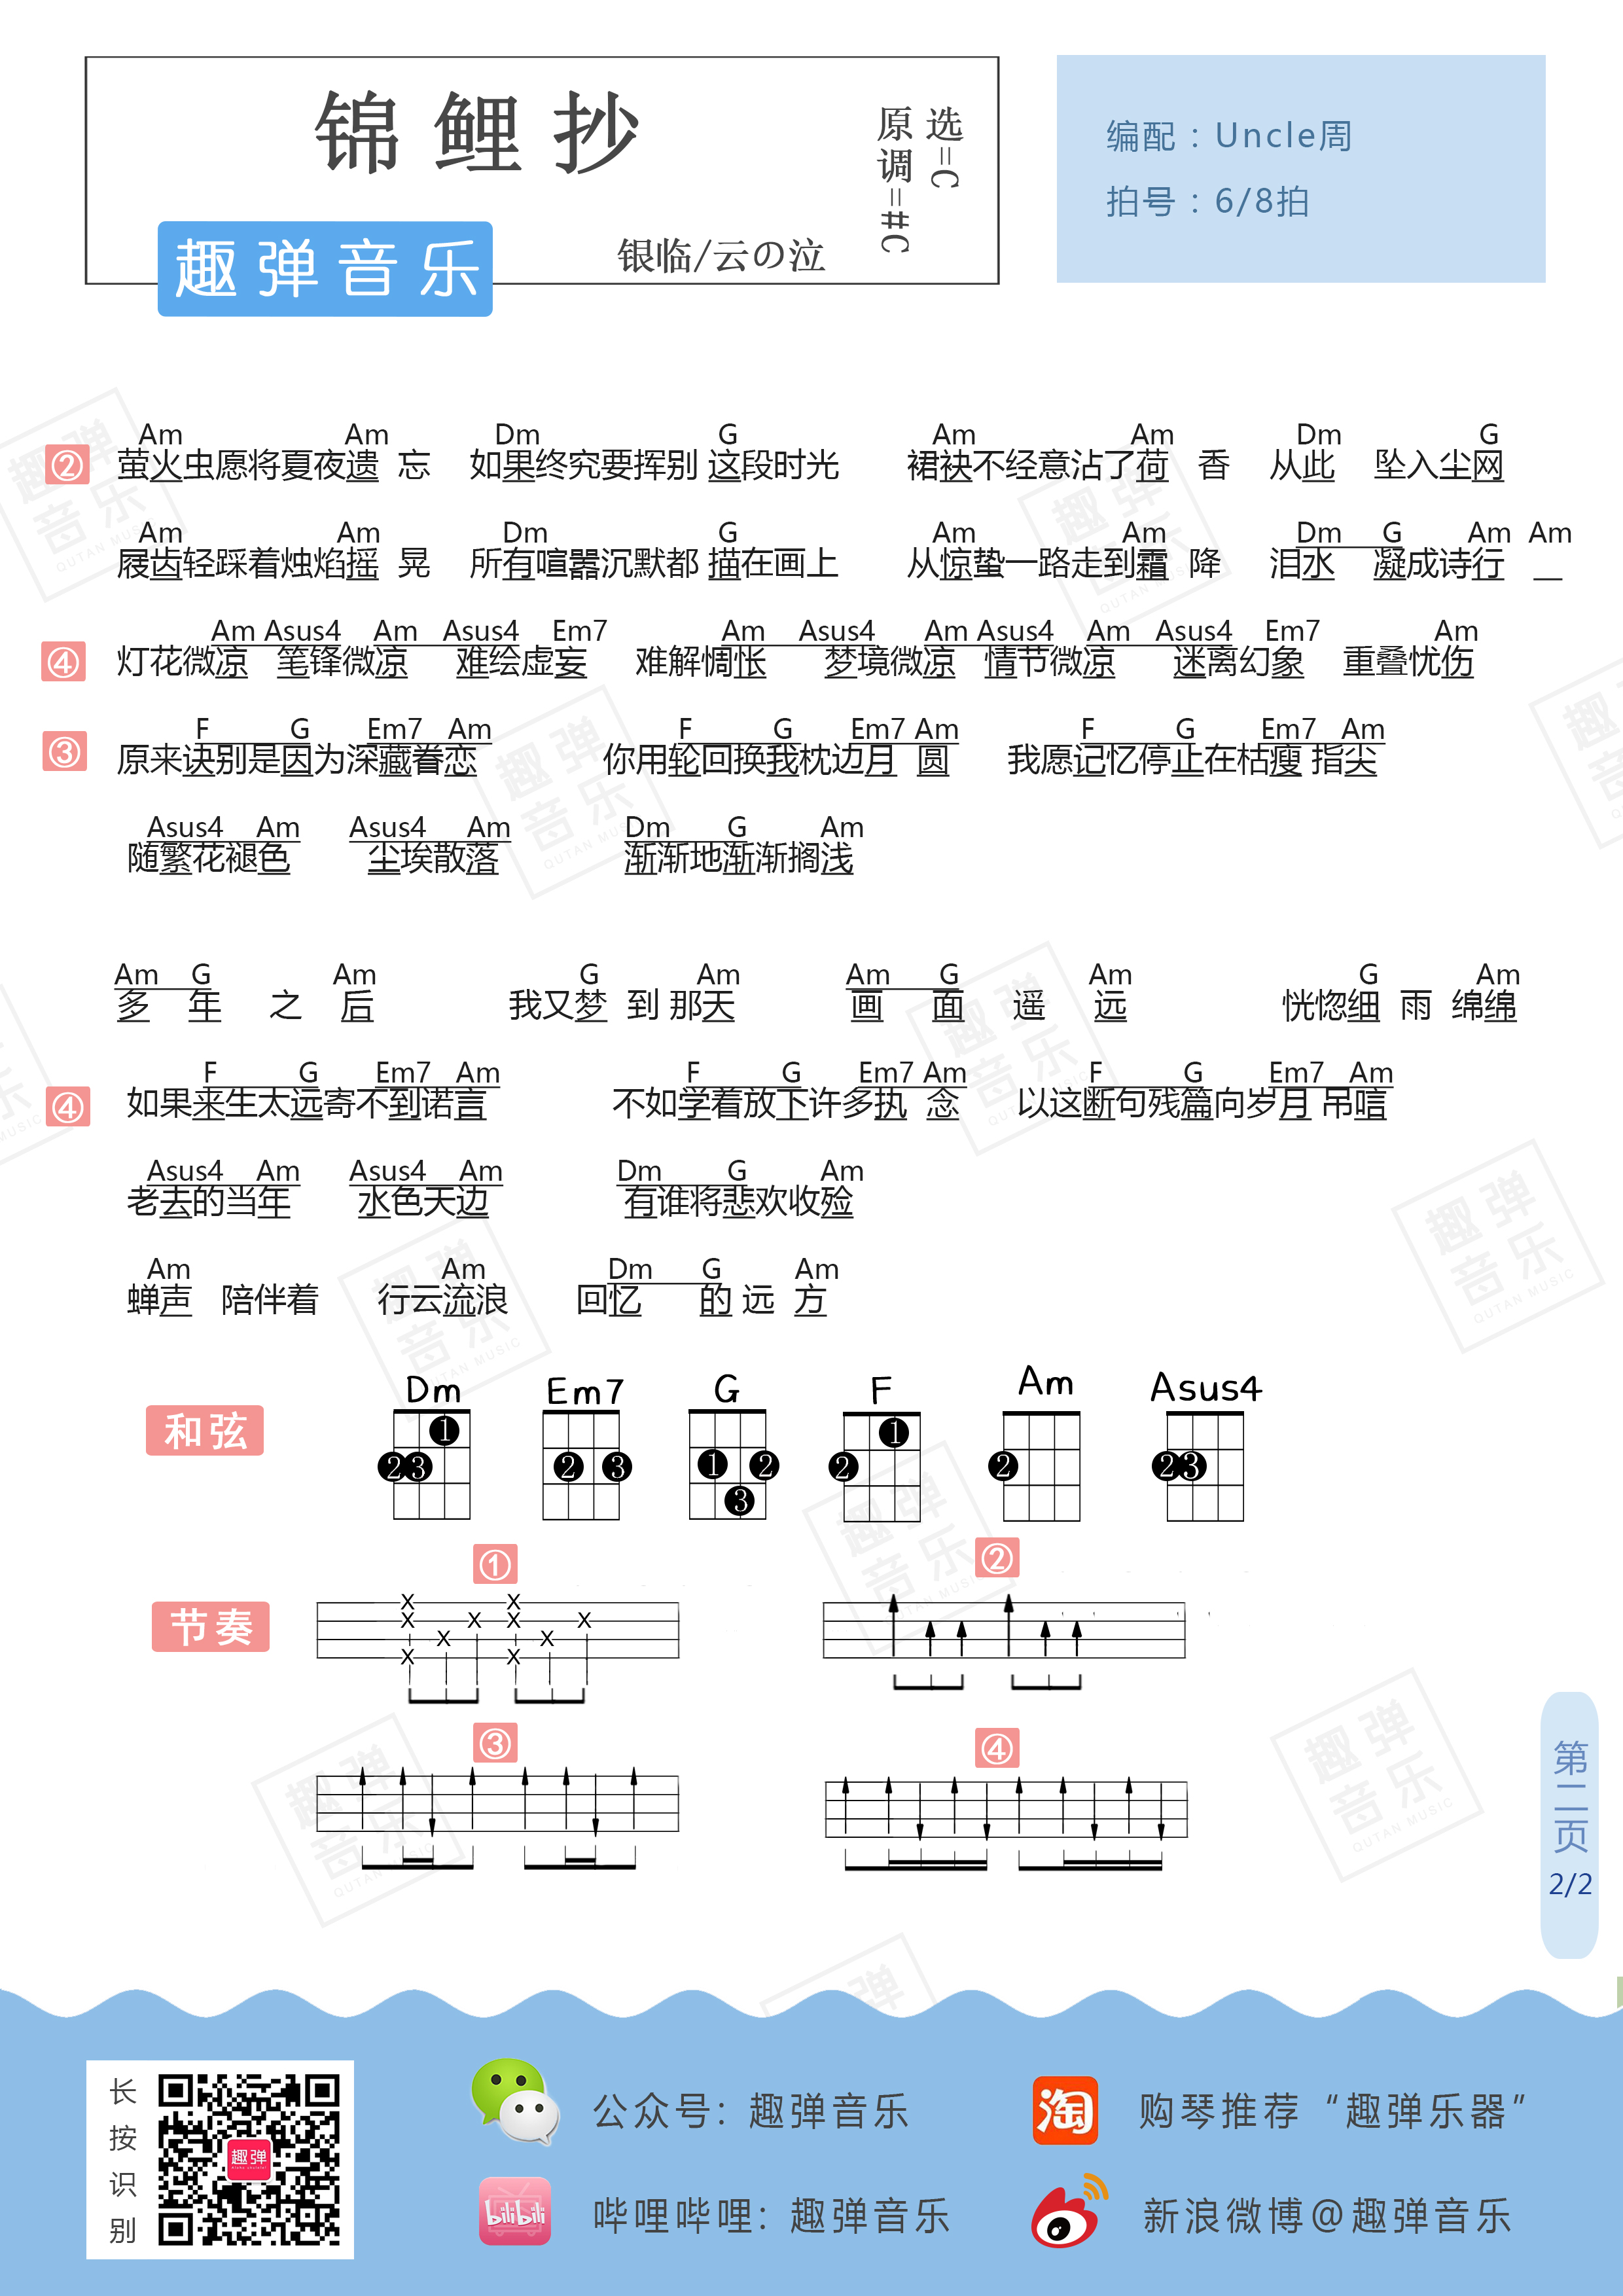 锦鲤抄
原调=#C
选=C
银临/云の泣
趣弹音乐
编配：Uncle周
拍号：6/8拍
Am Am Dm G Am Am Dm G
② 萤火虫愿将夏夜遗 忘 如果终究要挥别 这段时光 裙袂不经意沾了荷 香 从此 坠入尘网
Am Am Dm G Am Am Dm G Am Am
屐齿轻踩着烛焰摇 晃 所有喧嚣沉默都 描在画上 从惊蛰一路走到霜 降 泪水 凝成诗行 _
Am Asus4 Am Asus4 Em7 Am Asus4 Am Asus4 Am Asus4 Em7 Am
④ 灯花微凉 笔锋微凉 难绘虚妄 难解惆怅 梦境微凉 情节微凉 迷离幻象 重叠忧伤
F G Em7 Am F G Em7 Am F G Em7 Am
③ 原来诀别是因为深藏眷恋 你用轮回换我枕边月 圆 我愿记忆停止在枯瘦 指尖
Asus4 Am Asus4 Am Dm G Am
随繁花褪色 尘埃散落 渐渐地渐渐搁浅
Am G Am G Am Am G Am G Am
多 年 之 后 我又梦 到 那天 画 面 遥 远 恍惚细 雨 绵绵
F G Em7 Am F G Em7 Am F G Em7 Am
④ 如果来生太远寄不到诺言 不如学着放下许多执 念 以这断句残篇向岁月 吊唁
Asus4 Am Asus4 Am Dm G Am
老去的当年 水色天边 有谁将悲欢收殓
Am Am Dm G Am
蝉声 陪伴着 行云流浪 回忆 的 远 方
和弦
Dm Em7 G F Am Asus4
1 2 3
2 3
1 2 3
1 2
2
2 3
节奏
① ②
③ ④
第二页
2/2
长按识别
趣弹
公众号：趣弹音乐
淘
购琴推荐“趣弹乐器”
bilibili
哔哩哔哩：趣弹音乐
新浪微博@趣弹音乐